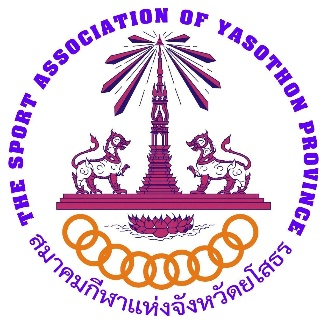 THE SPORT ASSOCIATION OF YASOTHON PROVINCE
สมาคมกีฬาแห่งจังหวัดยโสธร